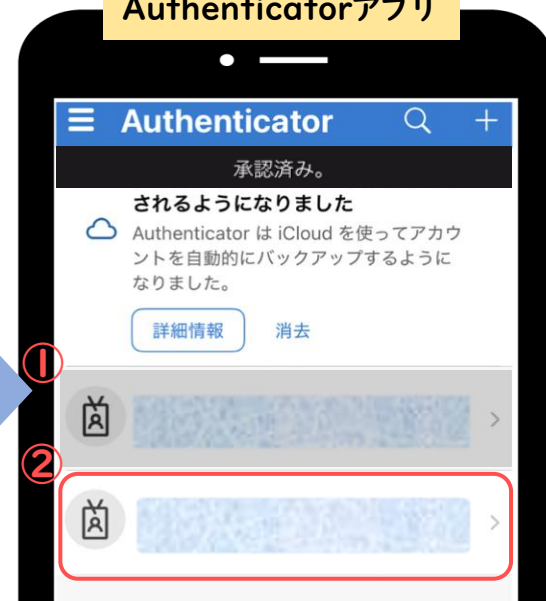 Authenticatorアプリ
Authenticator
承認済み。
されるようになりました
Authenticator は iCloud を使ってアカウ
ントを自動的にバックアップするように
なりました。
詳細情報 消去
①
②